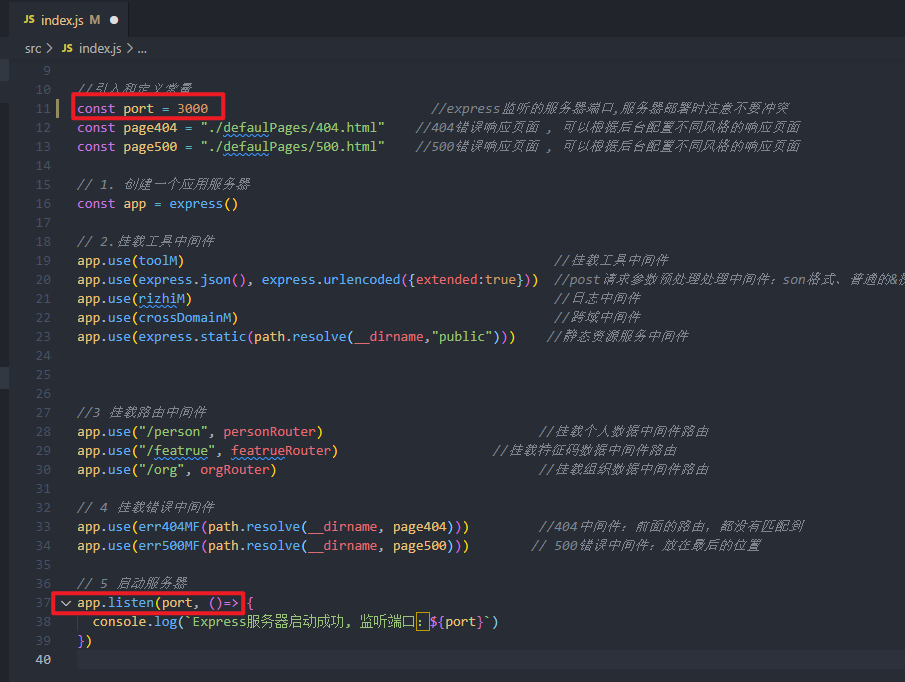 JS index.js M ●
src > JS index.js > ...
9
10 //引入和定义常量
11 const port = 3000 //express监听的服务器端口,服务器部署时注意不要冲突
12 const page404 = "./defaulPages/404.html" //404错误响应页面 , 可以根据后台配置不同风格的响应页面
13 const page500 = "./defaulPages/500.html" //500错误响应页面 , 可以根据后台配置不同风格的响应页面
14
15 // 1. 创建一个应用服务器
16 const app = express()
17
18 // 2.挂载工具中间件
19 app.use(toolM) //挂载工具中间件
20 app.use(express.json(), express.urlencoded({extended:true})) //post请求参数预处理处理中间件：son格式、普通的&
21 app.use(rizhiM) //日志中间件
22 app.use(crossDomainM) //跨域中间件
23 app.use(express.static(path.resolve(__dirname,"public"))) //静态资源服务中间件
24
25
26
27 //3 挂载路由中间件
28 app.use("/person", personRouter) //挂载个人数据中间件路由
29 app.use("/featrue", featrueRouter) //挂载特征码数据中间件路由
30 app.use("/org", orgRouter) //挂载组织数据中间件路由
31
32 // 4 挂载错误中间件
33 app.use(err404MF(path.resolve(__dirname, page404))) //404中间件：前面的路由，都没有匹配到
34 app.use(err500MF(path.resolve(__dirname, page500))) // 500错误中间件：放在最后的位置
35
36 // 5 启动服务器
37 app.listen(port, ()=> {
38 console.log(`Express服务器启动成功, 监听端口：${port}`)
39 })
40